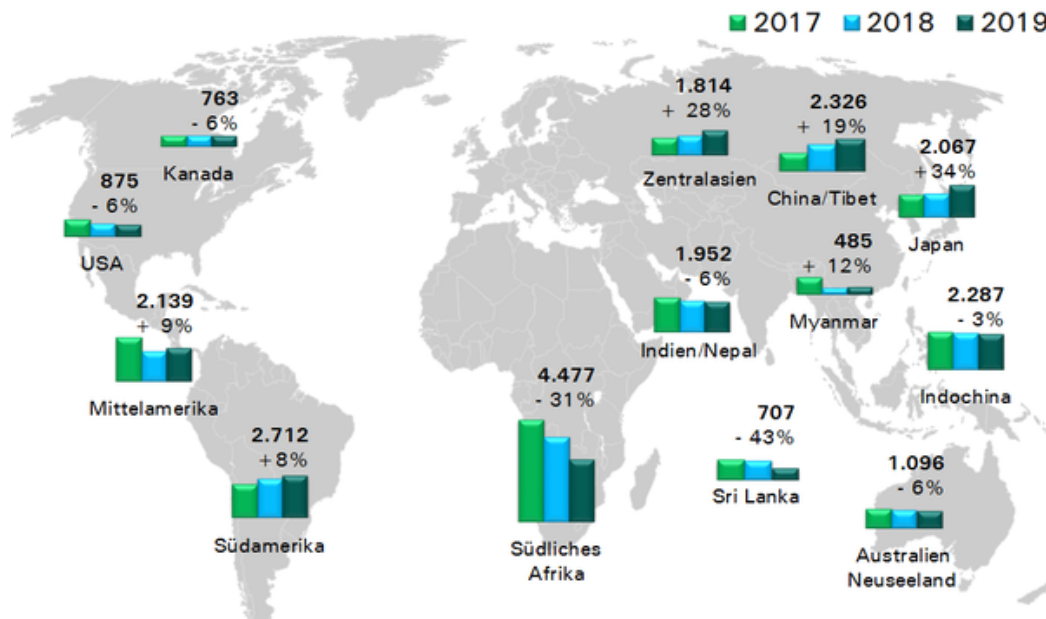 2017 2018 2019
763
- 6%
Kanada
875
- 6%
USA
2.139
+ 9%
Mittelamerika
2.712
+8%
Südamerika
4.477
- 31%
Südliches
Afrika
1.814
+ 28%
Zentralasien
2.326
+ 19%
China/Tibet
2.067
+34%
Japan
1.952
- 6%
Indien/Nepal
485
+ 12%
Myanmar
2.287
- 3%
Indochina
707
- 43%
Sri Lanka
1.096
- 6%
Australien
Neuseeland